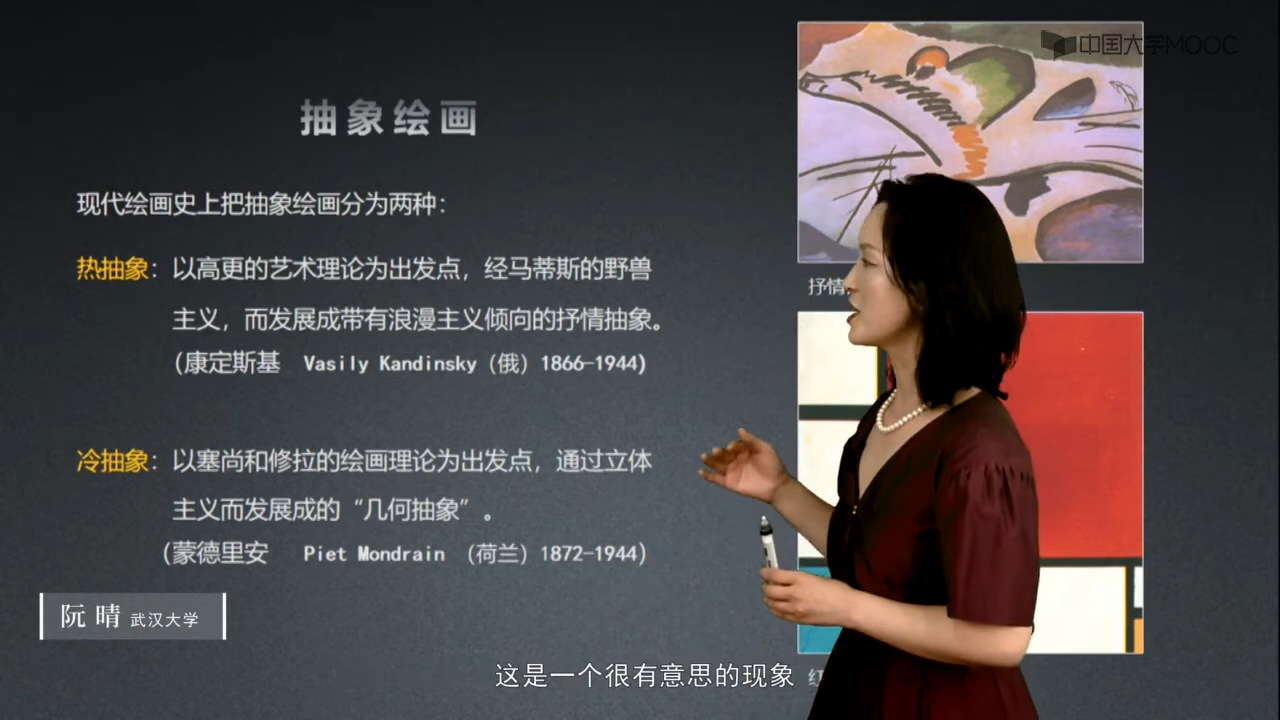 中国大学MOOC
抽象绘画
现代绘画史上把抽象绘画分为两种：
热抽象：以高更的艺术理论为出发点，经马蒂斯的野兽
主义，而发展成带有浪漫主义倾向的抒情抽象。
（康定斯基 Vasily Kandinsky（俄）1866-1944)
抒情
冷抽象：以塞尚和修拉的绘画理论为出发点，通过立体
主义而发展成的“几何抽象”。
（蒙德里安 Piet Mondrain （荷兰）1872-1944）
阮晴 武汉大学
这是一个很有意思的现象